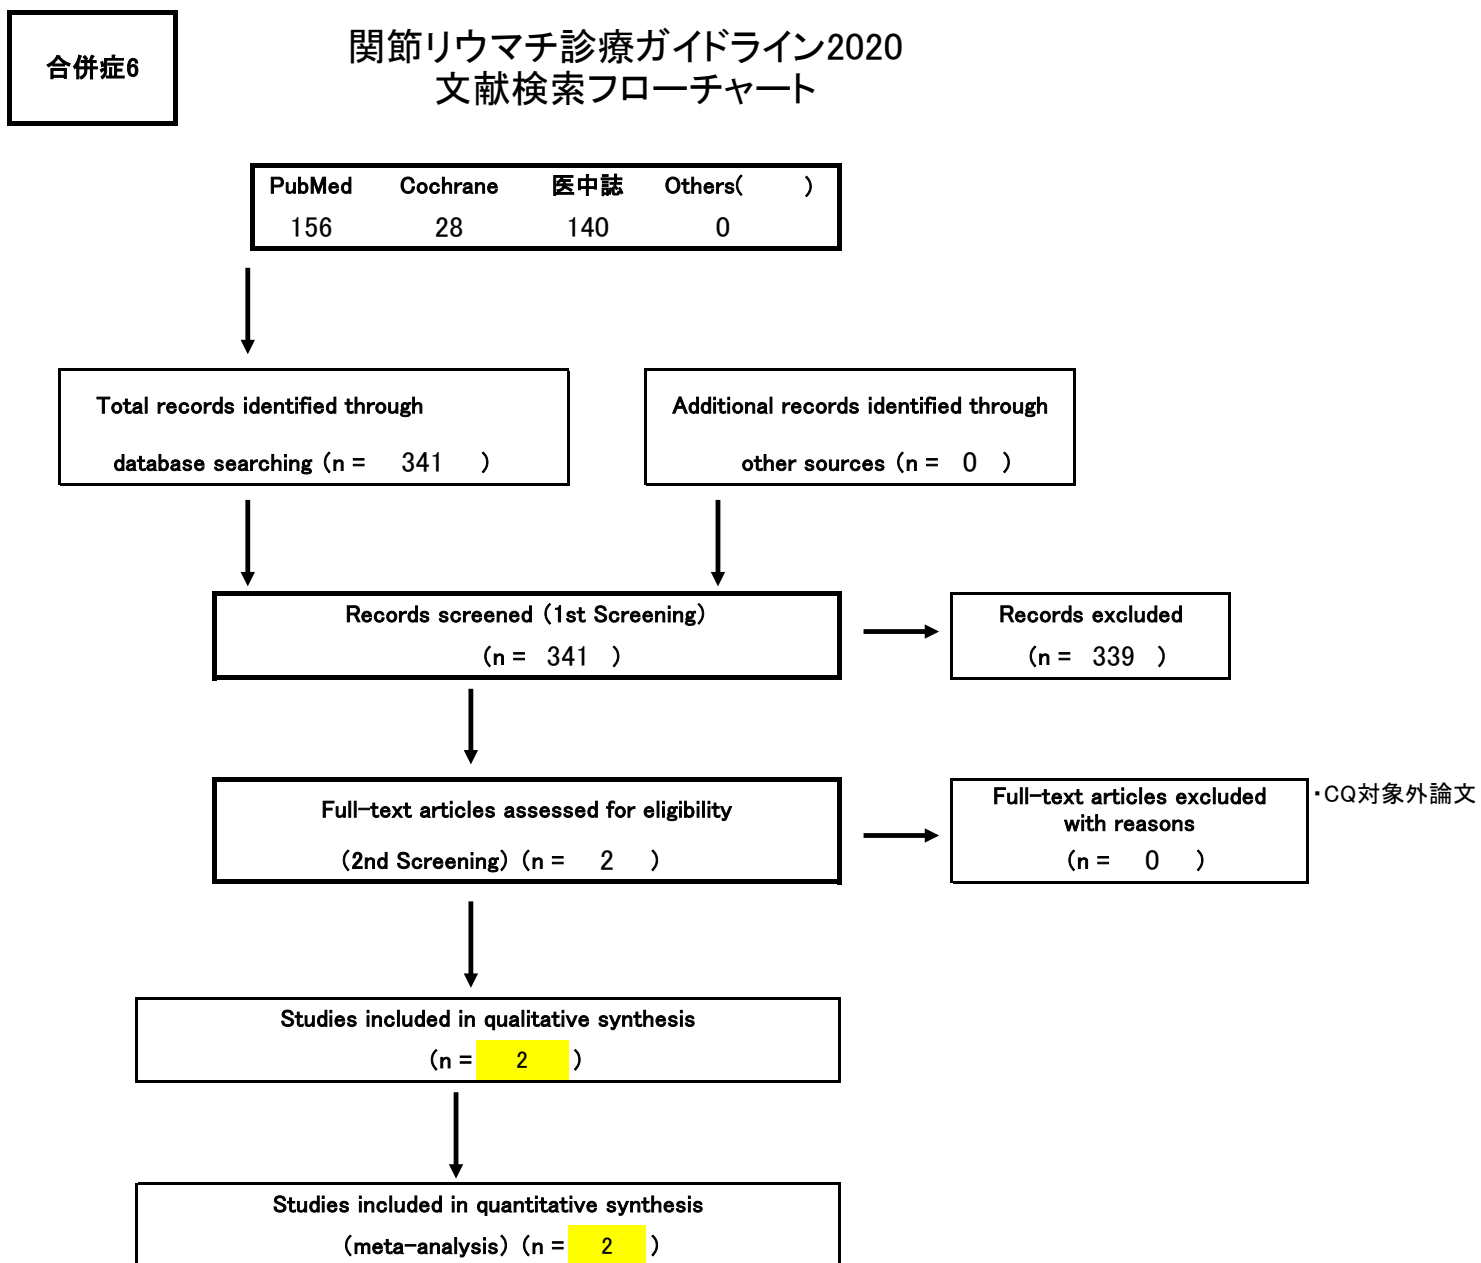 合併症6
関節リウマチ診療ガイドライン2020
文献検索フローチャート
PubMed Cochrane 医中誌 Others( )
156 28 140 0
Total records identified through
database searching (n = 341 )
Additional records identified through
other sources (n = 0 )
Records screened (1st Screening)
(n = 341 )
Records excluded
(n = 339 )
Full-text articles assessed for eligibility
(2nd Screening) (n = 2 )
Full-text articles excluded
with reasons
(n = 0 )
・CQ対象外論文
Studies included in qualitative synthesis
(n = 2 )
Studies included in quantitative synthesis
(meta-analysis) (n = 2 )